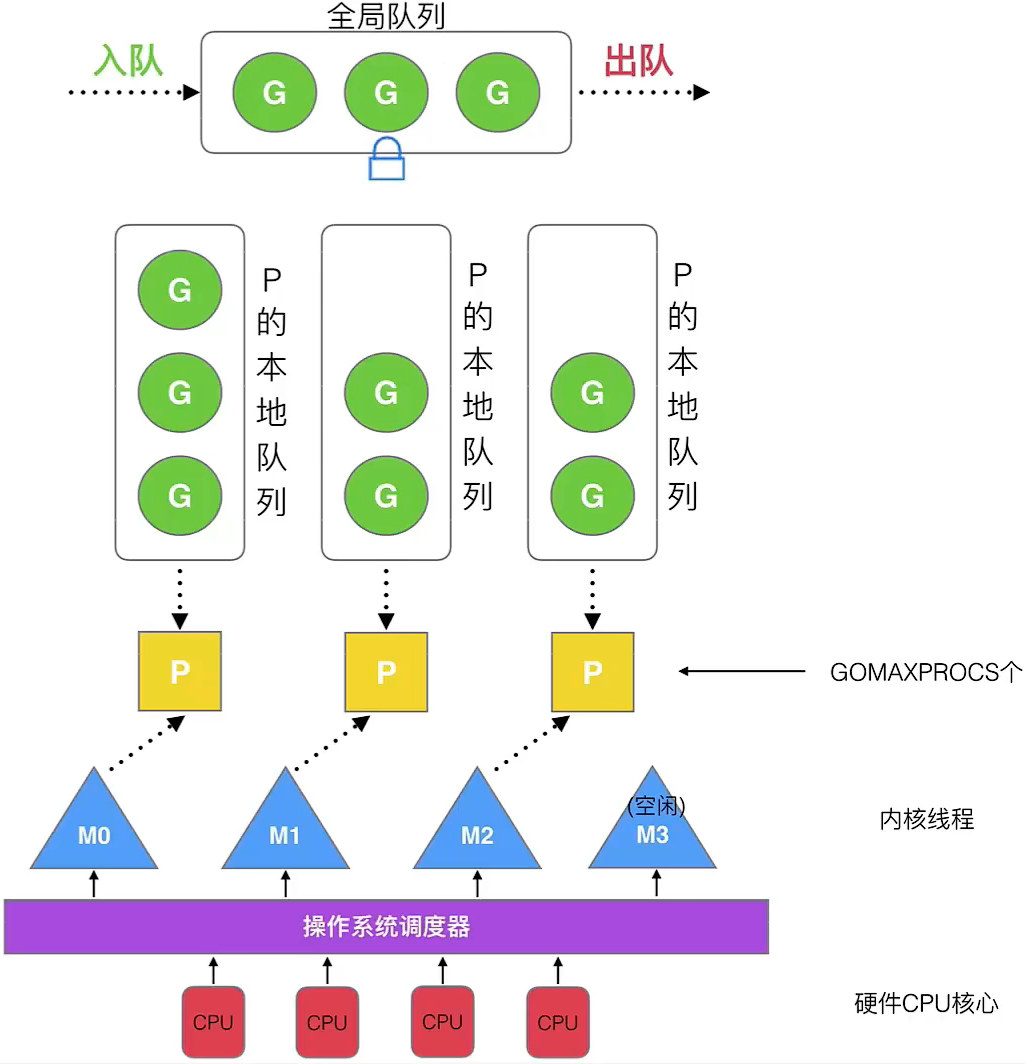 全局队列
入队
出队
G G G
G
G
G
P的本地队列
G
G
P的本地队列
G
G
P的本地队列
P P P
GOMAXPROCS个
M0 M1 M2
(空闲)
M3
内核线程
操作系统调度器
CPU CPU CPU CPU
硬件CPU核心